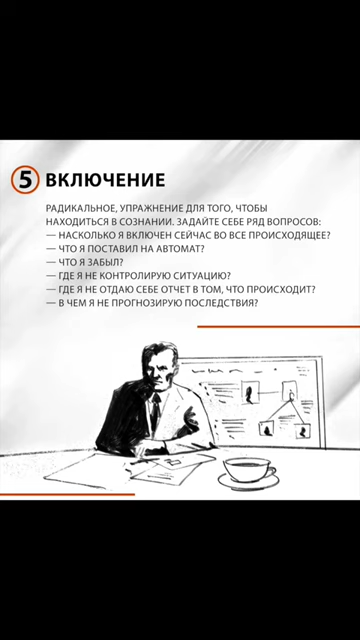 5 ВКЛЮЧЕНИЕ
РАДИКАЛЬНОЕ, УПРАЖНЕНИЕ ДЛЯ ТОГО, ЧТОБЫ
НАХОДИТЬСЯ В СОЗНАНИИ. ЗАДАЙТЕ СЕБЕ РЯД ВОПРОСОВ:
— НАСКОЛЬКО Я ВКЛЮЧЕН СЕЙЧАС ВО ВСЕ ПРОИСХОДЯЩЕЕ?
— ЧТО Я ПОСТАВИЛ НА АВТОМАТ?
— ЧТО Я ЗАБЫЛ?
— ГДЕ Я НЕ КОНТРОЛИРУЮ СИТУАЦИЮ?
— ГДЕ Я НЕ ОТДАЮ СЕБЕ ОТЧЕТ В ТОМ, ЧТО ПРОИСХОДИТ?
— В ЧЕМ Я НЕ ПРОГНОЗИРУЮ ПОСЛЕДСТВИЯ?